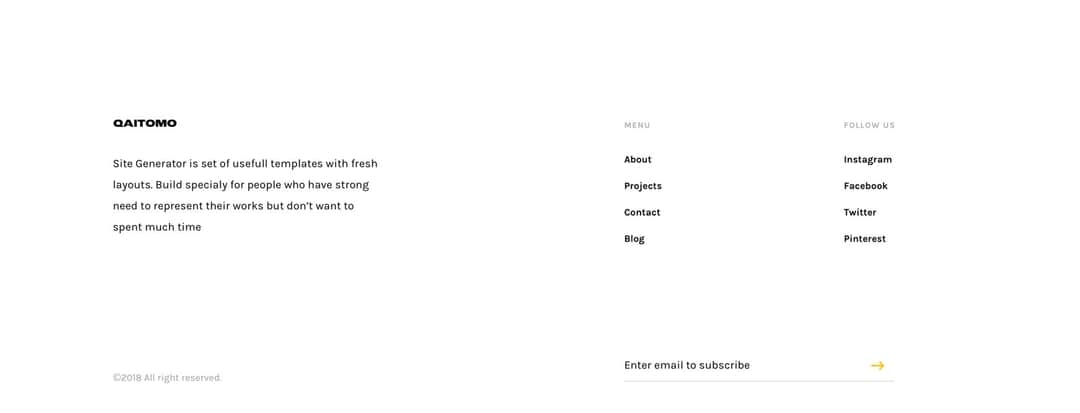 QAITOMO
Site Generator is set of usefull templates with fresh
layouts. Build specialy for people who have strong
need to represent their works but don't want to
spent much time
MENU
About
Projects
Contact
Blog
FOLLOW US
Instagram
Facebook
Twitter
Pinterest
Enter email to subscribe
©2018 All right reserved.